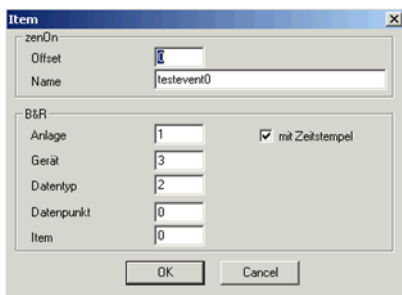 Item
zenOn
Offset 0
Name testevent0
B&R
Anlage 1 mit Zeitstempel
Gerät 3
Datentyp 2
Datenpunkt 0
Item 0
OK Cancel